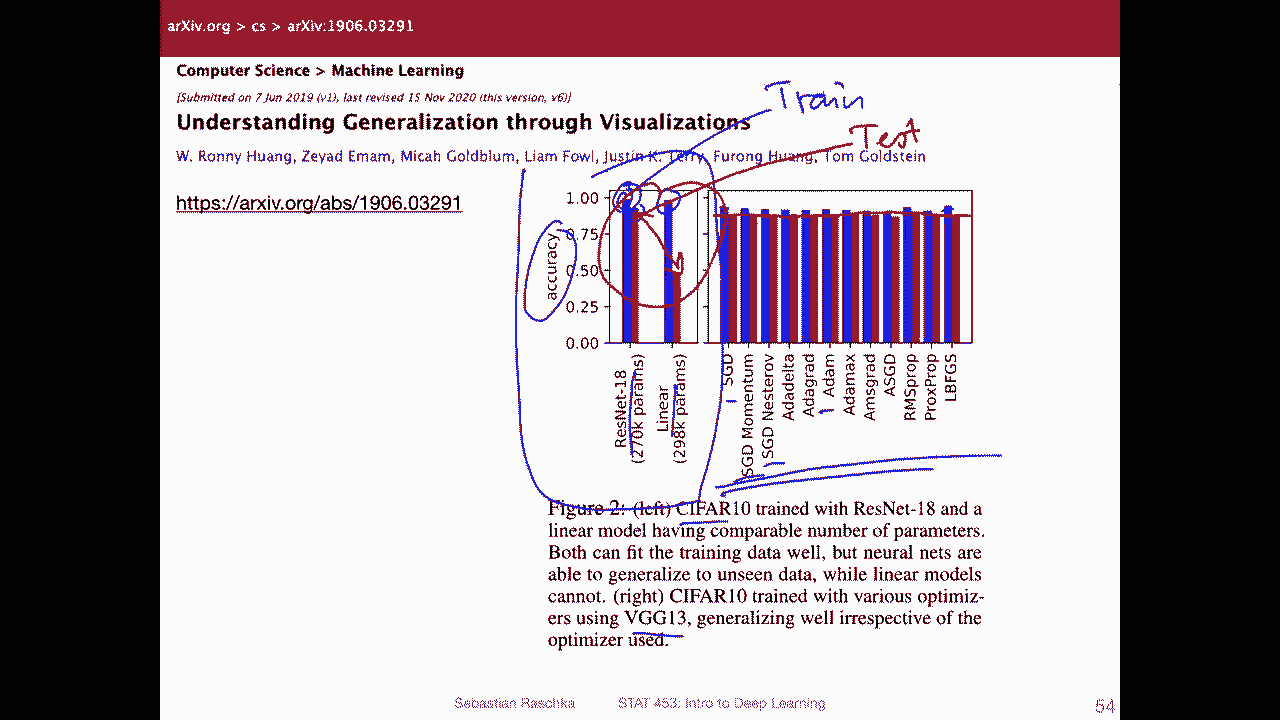 arXiv.org > cs > arXiv:1906.03291
Computer Science > Machine Learning
[Submitted on 7 Jun 2019 (v1), last revised 15 Nov 2020 (this version, v6)]
Understanding Generalization through Visualizations
W. Ronny Huang, Zeyad Emam, Micah Goldblum, Liam Fowl, Justin K. Terry, Furong Huang, Tom Goldstein
https://arxiv.org/abs/1906.03291
Train
Test
accuracy
1.00
0.75
0.50
0.25
0.00
ResNet-18
(270k params)
Linear
(298k params)
SGD
SGD Momentum
SGD Nesterov
Adadelta
Adagrad
Adam
Adamax
Amsgrad
ASGD
RMSprop
ProxProp
LBFGS
Figure 2: (left) CIFAR10 trained with ResNet-18 and a
linear model having comparable number of parameters.
Both can fit the training data well, but neural nets are
able to generalize to unseen data, while linear models
cannot. (right) CIFAR10 trained with various optimiz-
ers using VGG13, generalizing well irrespective of the
optimizer used.
Sebastian Raschka STAT 453: Intro to Deep Learning 54